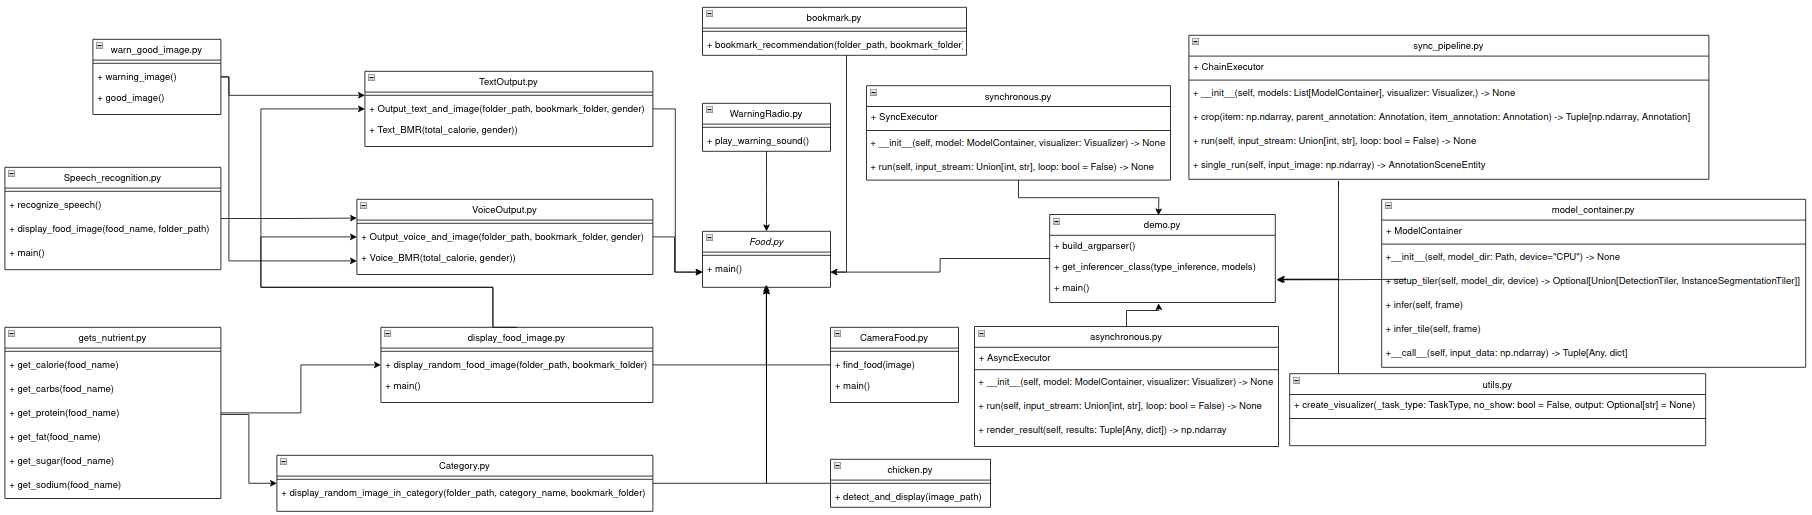 bookmark.py
+ bookmark_recommendation(folder_path, bookmark_folder)
warn_good_image.py
+ warning_image()
+ good_image()
TextOutput.py
+ Output_text_and_image(folder_path, bookmark_folder, gender)
+ Text_BMR(total_calorie, gender))
WarningRadio.py
+ play_warning_sound()
synchronous.py
+ SyncExecutor
+ __init__(self, model: ModelContainer, visualizer: Visualizer) -> None
+ run(self, input_stream: Union[int, str], loop: bool = False) -> None
sync_pipeline.py
+ ChainExecutor
+ __init__(self, models: List[ModelContainer], visualizer: Visualizer,) -> None
+ crop(item: np.ndarray, parent_annotation: Annotation, item_annotation: Annotation) -> Tuple[np.ndarray, Annotation]
+ run(self, input_stream: Union[int, str], loop: bool = False) -> None
+ single_run(self, input_image: np.ndarray) -> AnnotationSceneEntity
Speech_recognition.py
+ recognize_speech()
+ display_food_image(food_name, folder_path)
+ main()
VoiceOutput.py
+ Output_voice_and_image(folder_path, bookmark_folder, gender)
+ Voice_BMR(total_calorie, gender))
Food.py
+ main()
demo.py
+ build_argparser()
+ get_inferencer_class(type_inference, models)
+ main()
model_container.py
+ ModelContainer
+__init__(self, model_dir: Path, device="CPU") -> None
+ setup_tiler(self, model_dir, device) -> Optional[Union[DetectionTiler, InstanceSegmentationTiler]]
+ infer(self, frame)
+ infer_tile(self, frame)
+__call__(self, input_data: np.ndarray) -> Tuple[Any, dict]
gets_nutrient.py
+ get_calorie(food_name)
+ get_carbs(food_name)
+ get_protein(food_name)
+ get_fat(food_name)
+ get_sugar(food_name)
+ get_sodium(food_name)
display_food_image.py
+ display_random_food_image(folder_path, bookmark_folder)
+ main()
CameraFood.py
+ find_food(image)
+ main()
asynchronous.py
+ AsyncExecutor
+ __init__(self, model: ModelContainer, visualizer: Visualizer) -> None
+ run(self, input_stream: Union[int, str], loop: bool = False) -> None
+ render_result(self, results: Tuple[Any, dict]) -> np.ndarray
utils.py
+ create_visualizer(_task_type: TaskType, no_show: bool = False, output: Optional[str] = None)
Category.py
+ display_random_image_in_category(folder_path, category_name, bookmark_folder)
chicken.py
+ detect_and_display(image_path)